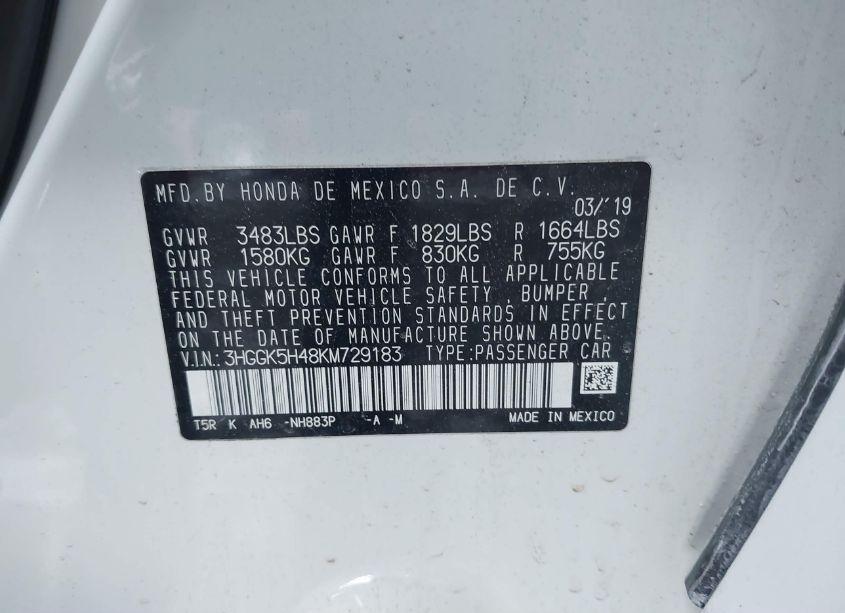 MFD. BY HONDA DE MEXICO S.A. DE C.V.
03/'19
GVWR 3483LBS GAWR F 1829LBS R 1664LBS
GVWR 1580KG GAWR F 830KG R 755KG
THIS VEHICLE CONFORMS TO ALL APPLICABLE
FEDERAL MOTOR VEHICLE SAFETY , BUMPER ,
AND THEFT PREVENTION STANDARDS IN EFFECT
ON THE DATE OF MANUFACTURE SHOWN ABOVE.
V.I.N.: 3HGGK5H48KM729183 TYPE:PASSENGER CAR
T5R K AH6 -NH883P -A -M MADE IN MEXICO